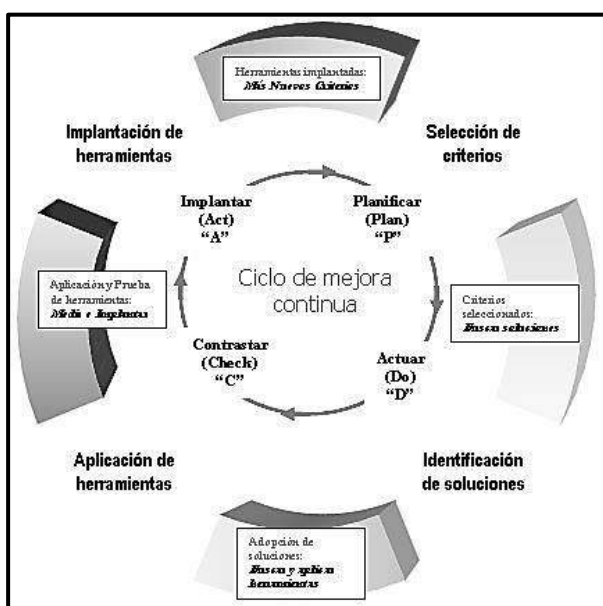 Herramientas implantadas:
Más Nuevos Criterios
Implantación de
herramientas
Selección de
criterios
Implantar
(Act)
“A”
Planificar
(Plan)
“P”
Aplicación y Prueba
de herramientas:
Medir e Implantar
Ciclo de mejora
continua
Criterios
seleccionados:
Buscar soluciones
Contrastar
(Check)
“C”
Actuar
(Do)
“D”
Aplicación de
herramientas
Identificación
de soluciones
Adopción de
soluciones:
Buscar y aplicar
herramientas